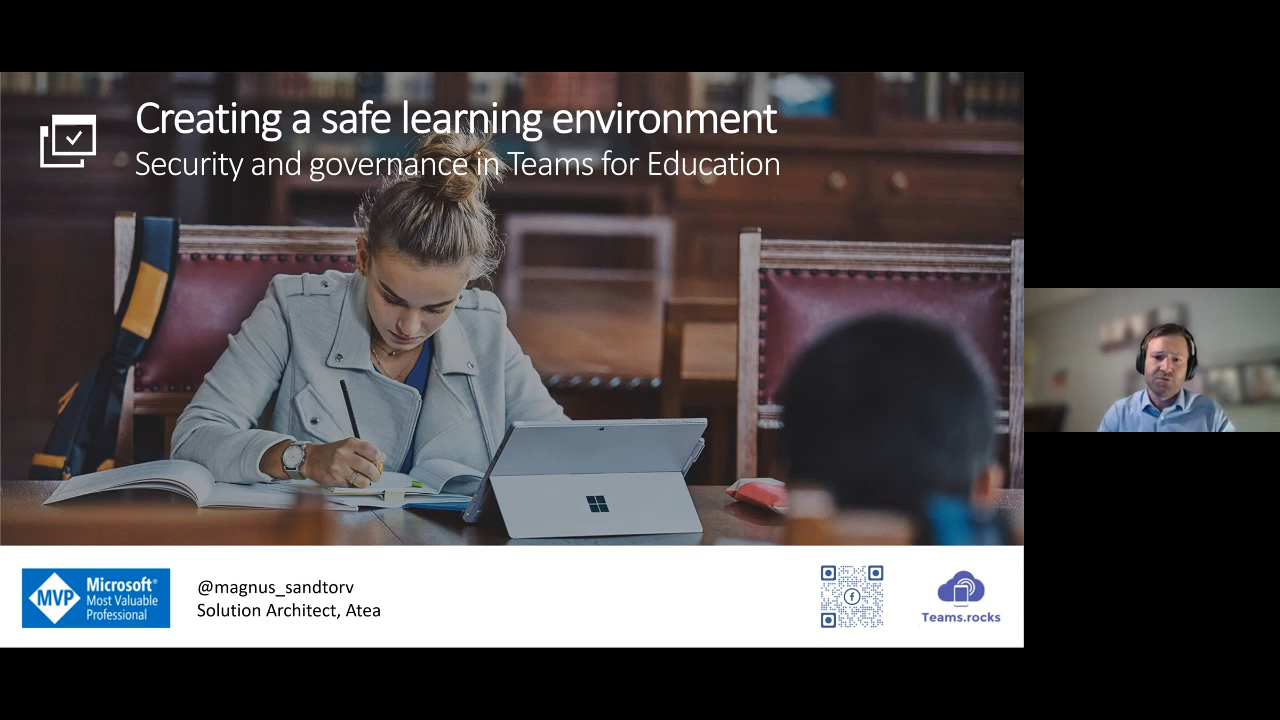 Creating a safe learning environment
Security and governance in Teams for Education
MVP
Microsoft®
Most Valuable
Professional
@magnus_sandtorv
Solution Architect, Atea
Teams.rocks